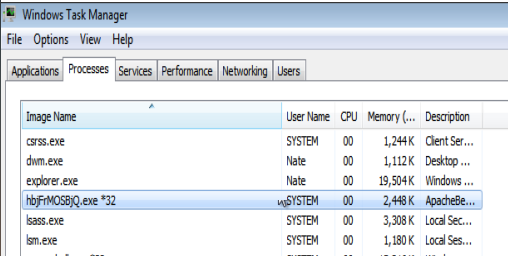 Windows Task Manager
File Options View Help
Applications Processes Services Performance Networking Users
Image Name User Name CPU Memory (... Description
csrss.exe SYSTEM 00 1,244 K Client Ser...
dwm.exe Nate 00 1,112 K Desktop ...
explorer.exe Nate 00 19,504 K Windows ...
hbjFrMOSBjQ.exe *32 SYSTEM 00 2,448 K ApacheBe...
lsass.exe SYSTEM 00 3,308 K Local Sec...
lsm.exe SYSTEM 00 1,180 K Local Ses...